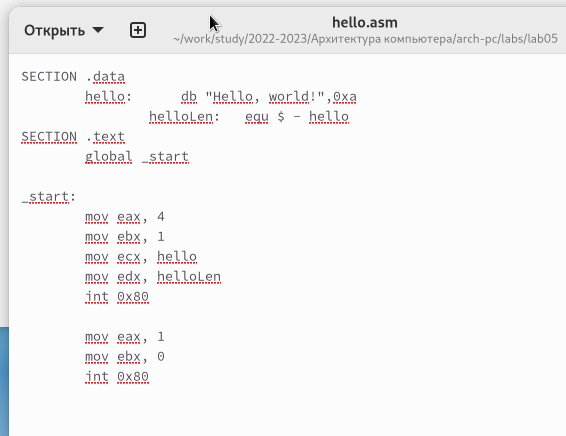 hello.asm
Открыть
~/work/study/2022-2023/Архитектура компьютера/arch-pc/labs/lab05
SECTION .data
hello: db "Hello, world!",0xa
helloLen: equ $ - hello
SECTION .text
global _start
_start:
mov eax, 4
mov ebx, 1
mov ecx, hello
mov edx, helloLen
int 0x80
mov eax, 1
mov ebx, 0
int 0x80